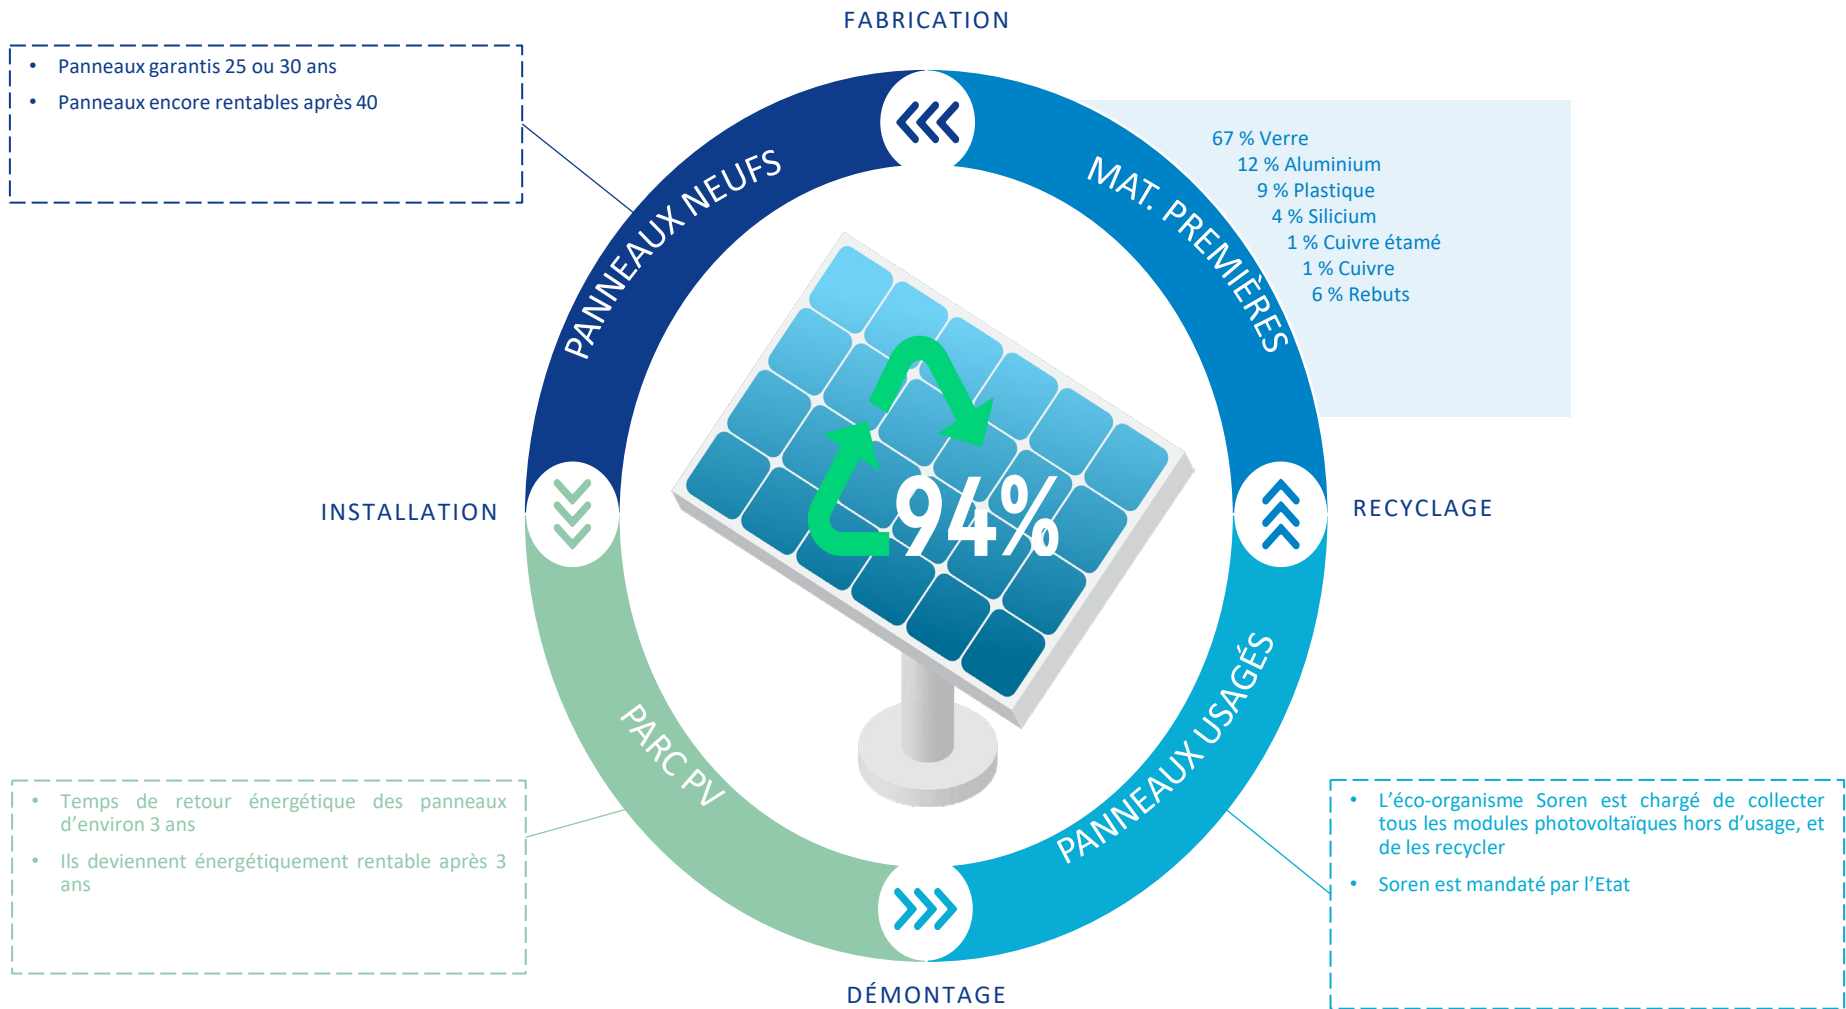 FABRICATION
• Panneaux garantis 25 ou 30 ans
• Panneaux encore rentables après 40
PANNEAUX NEUFS
MAT. PREMIÈRES
67 % Verre
12 % Aluminium
9 % Plastique
4 % Silicium
1 % Cuivre étamé
1 % Cuivre
6 % Rebuts
94%
INSTALLATION
RECYCLAGE
PARC PV
PANNEAUX USAGÉS
• Temps de retour énergétique des panneaux
d’environ 3 ans
• Ils deviennent énergétiquement rentable après 3
ans
• L’éco-organisme Soren est chargé de collecter
tous les modules photovoltaïques hors d’usage, et
de les recycler
• Soren est mandaté par l’Etat
DÉMONTAGE